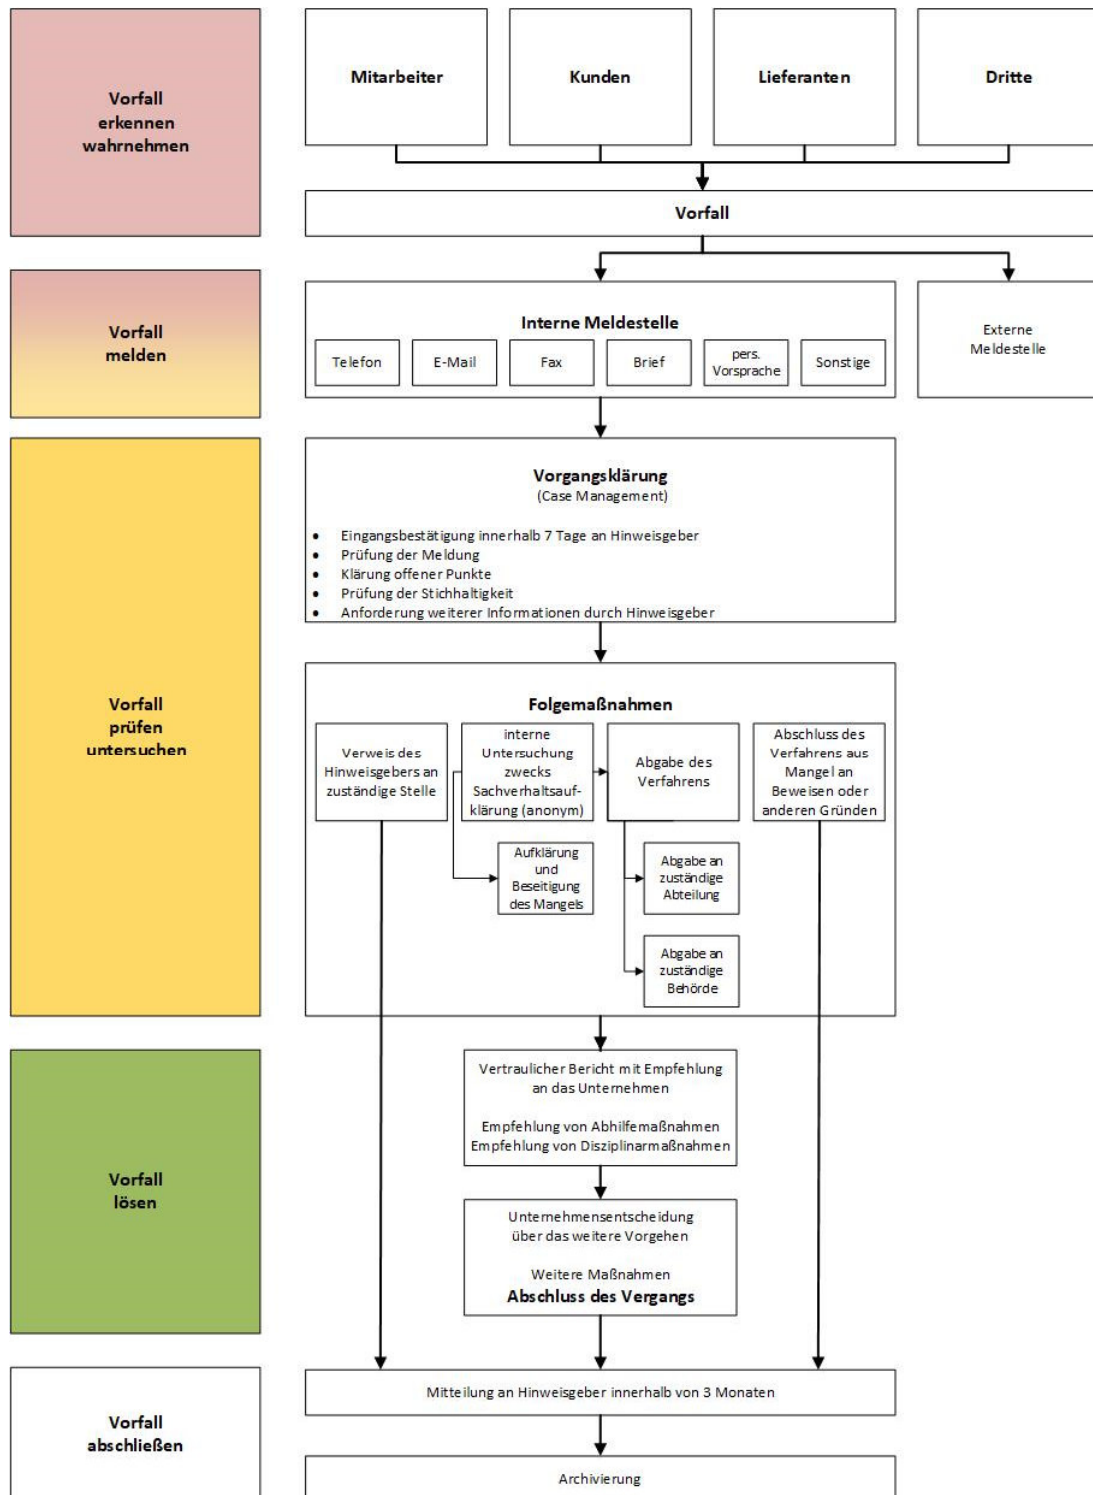 Vorfall
erkennen
wahrnehmen
Mitarbeiter
Kunden
Lieferanten
Dritte
Vorfall
Vorfall
melden
Interne Meldestelle
Telefon
E-Mail
Fax
Brief
pers.
Vorsprache
Sonstige
Externe
Meldestelle
Vorfall
prüfen
untersuchen
Vorgangsklärung
(Case Management)
• Eingangsbestätigung innerhalb 7 Tage an Hinweisgeber
• Prüfung der Meldung
• Klärung offener Punkte
• Prüfung der Stichhaltigkeit
• Anforderung weiterer Informationen durch Hinweisgeber
Folgemaßnahmen
Verweis des
Hinweisgebers an
zuständige Stelle
interne
Untersuchung
zwecks
Sachverhaltsauf-
klärung (anonym)
Abgabe des
Verfahrens
Abschluss des
Verfahrens aus
Mangel an
Beweisen oder
anderen Gründen
Aufklärung
und
Beseitigung
des Mangels
Abgabe an
zuständige
Abteilung
Abgabe an
zuständige
Behörde
Vorfall
lösen
Vertraulicher Bericht mit Empfehlung
an das Unternehmen
Empfehlung von Abhilfemaßnahmen
Empfehlung von Disziplinarmaßnahmen
Unternehmensentscheidung
über das weitere Vorgehen
Weitere Maßnahmen
Abschluss des Vergangs
Vorfall
abschließen
Mitteilung an Hinweisgeber innerhalb von 3 Monaten
Archivierung